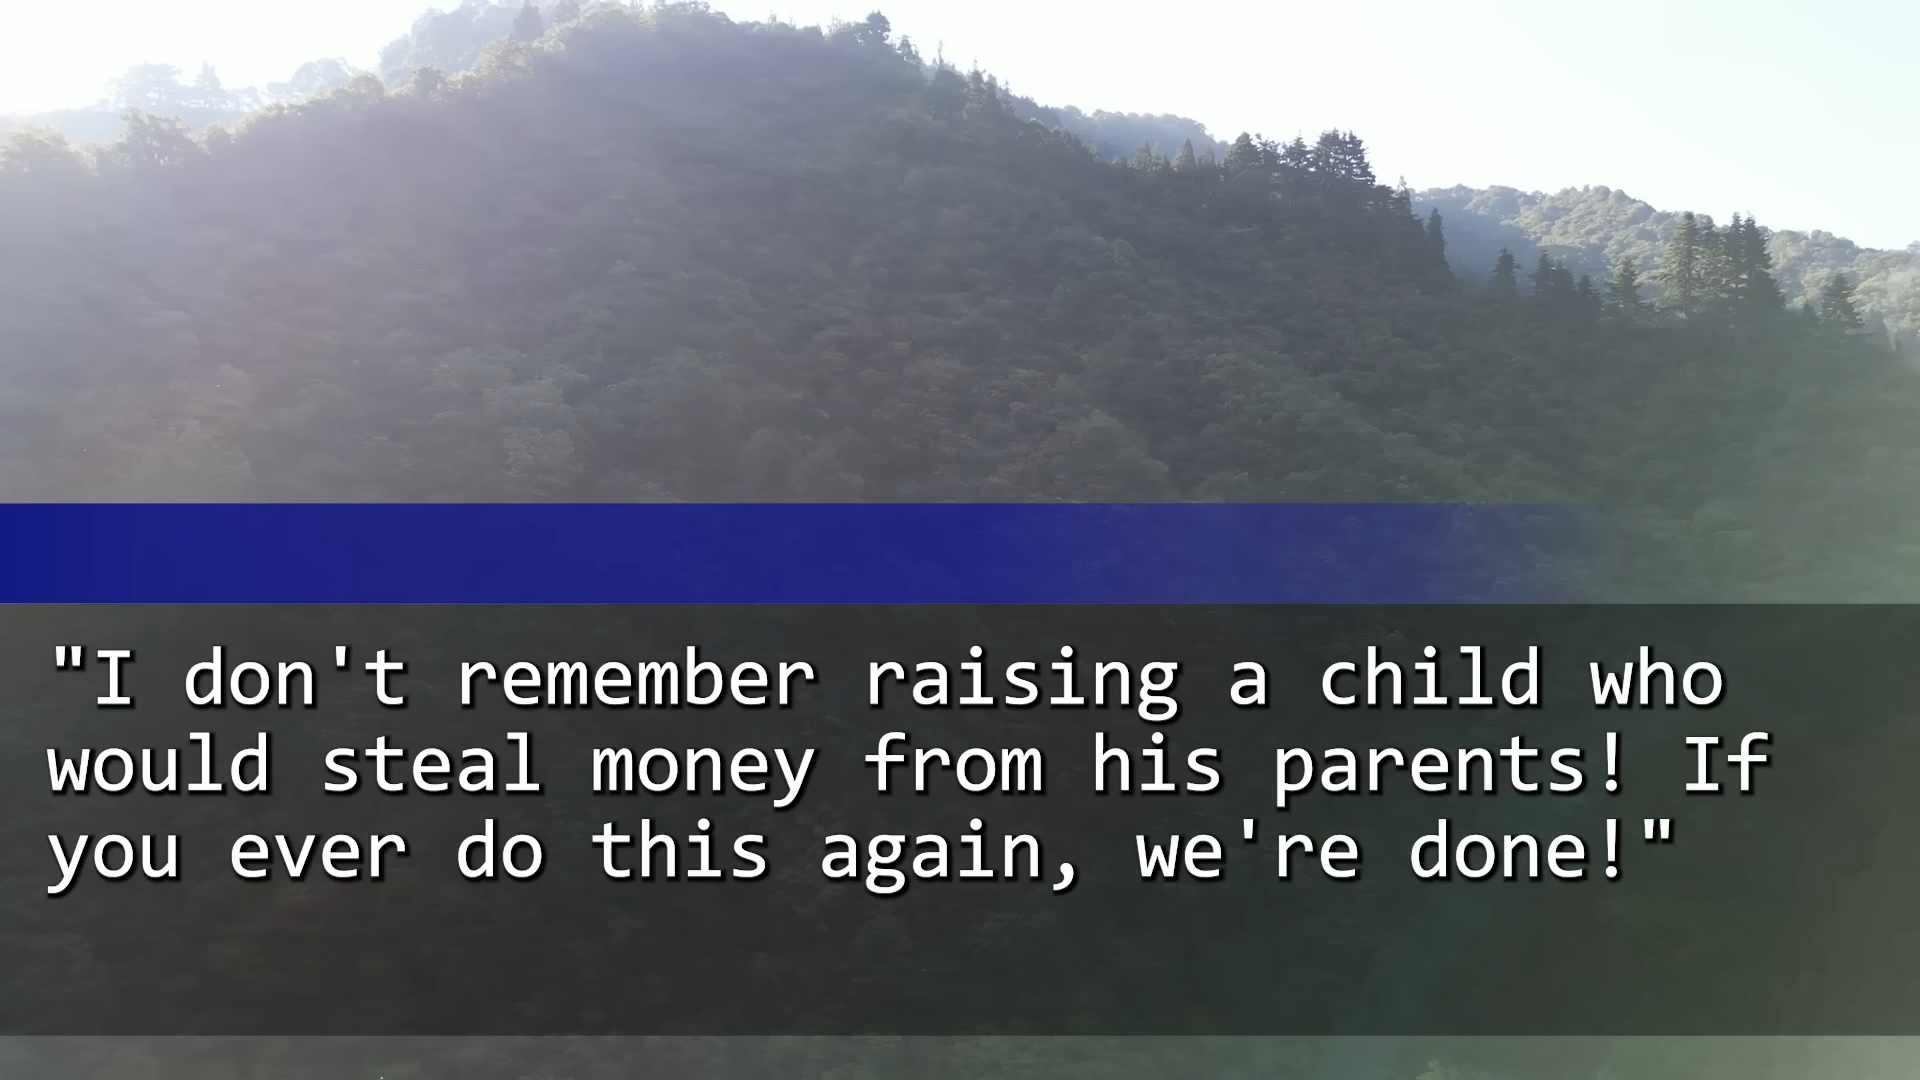 "I don't remember raising a child who
would steal money from his parents! If
you ever do this again, we're done!"